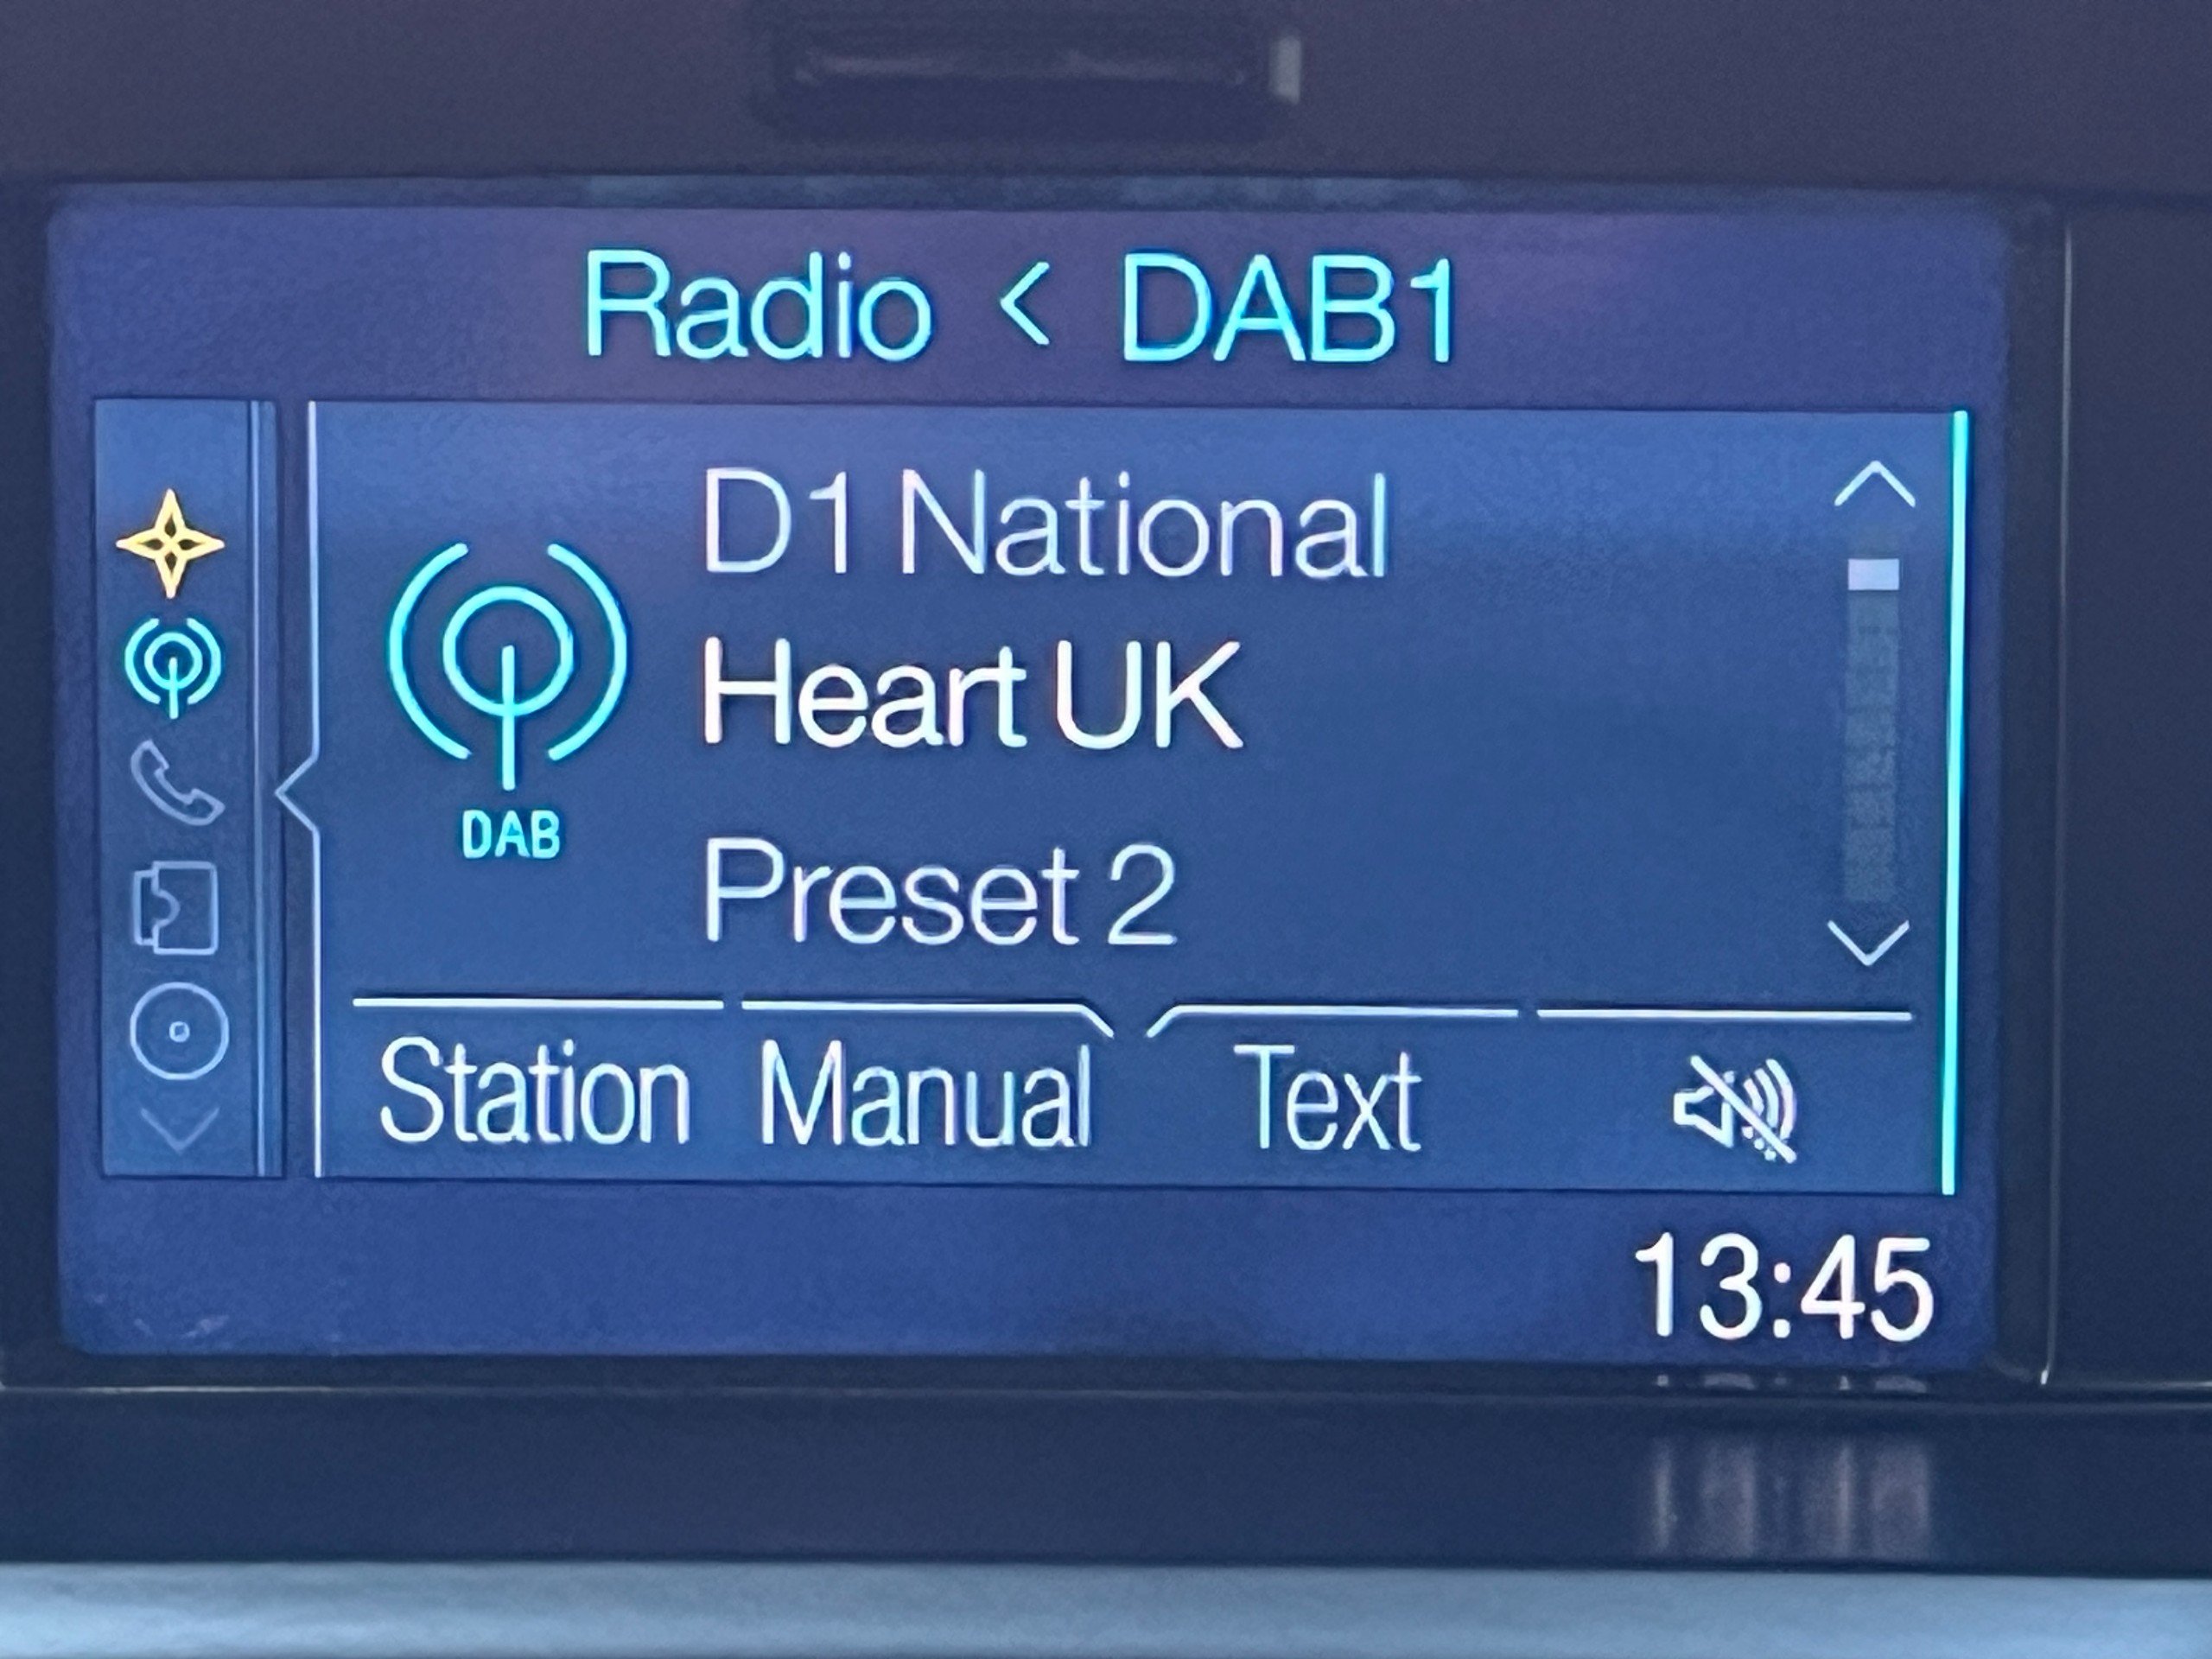 Radio < DAB1
D1 National
Heart UK
DAB
Preset 2
Station Manual Text
13:45